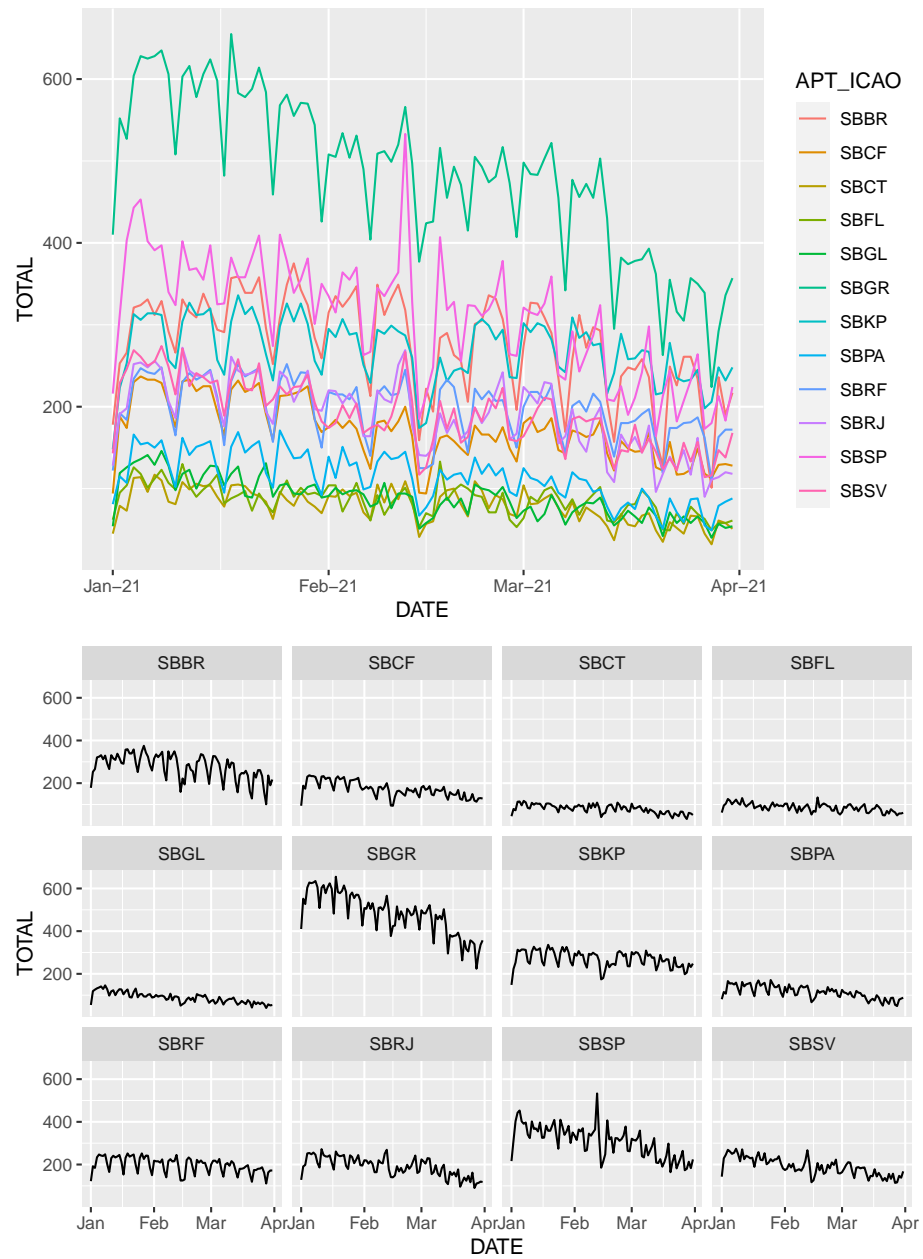 600
400
200
TOTAL
Jan−21
Feb−21
Mar−21
Apr−21
DATE
APT_ICAO
SBBR
SBCF
SBCT
SBFL
SBGL
SBGR
SBKP
SBPA
SBRF
SBRJ
SBSP
SBSV
SBBR SBCF SBCT SBFL
600
400
200
SBGL SBGR SBKP SBPA
600
400
200
TOTAL
SBRF SBRJ SBSP SBSV
600
400
200
Jan Feb Mar Apr Jan Feb Mar Apr Jan Feb Mar Apr Jan Feb Mar Apr
DATE